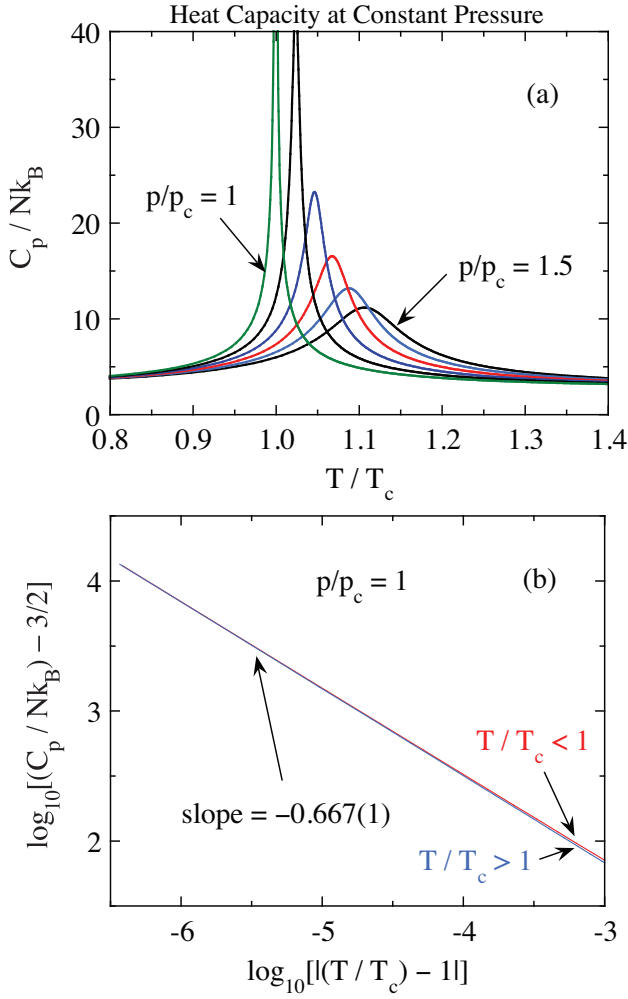 Heat Capacity at Constant Pressure
40
(a)
30
C_p / Nk_B
p/p_c = 1
20
p/p_c = 1.5
10
0
0.8 0.9 1.0 1.1 1.2 1.3 1.4
T / T_c
p/p_c = 1
(b)
4
log_10[(C_p / Nk_B) – 3/2]
3
T / T_c < 1
slope = –0.667(1)
2
T / T_c > 1
-6 -5 -4 -3
log_10[|(T / T_c) – 1|]